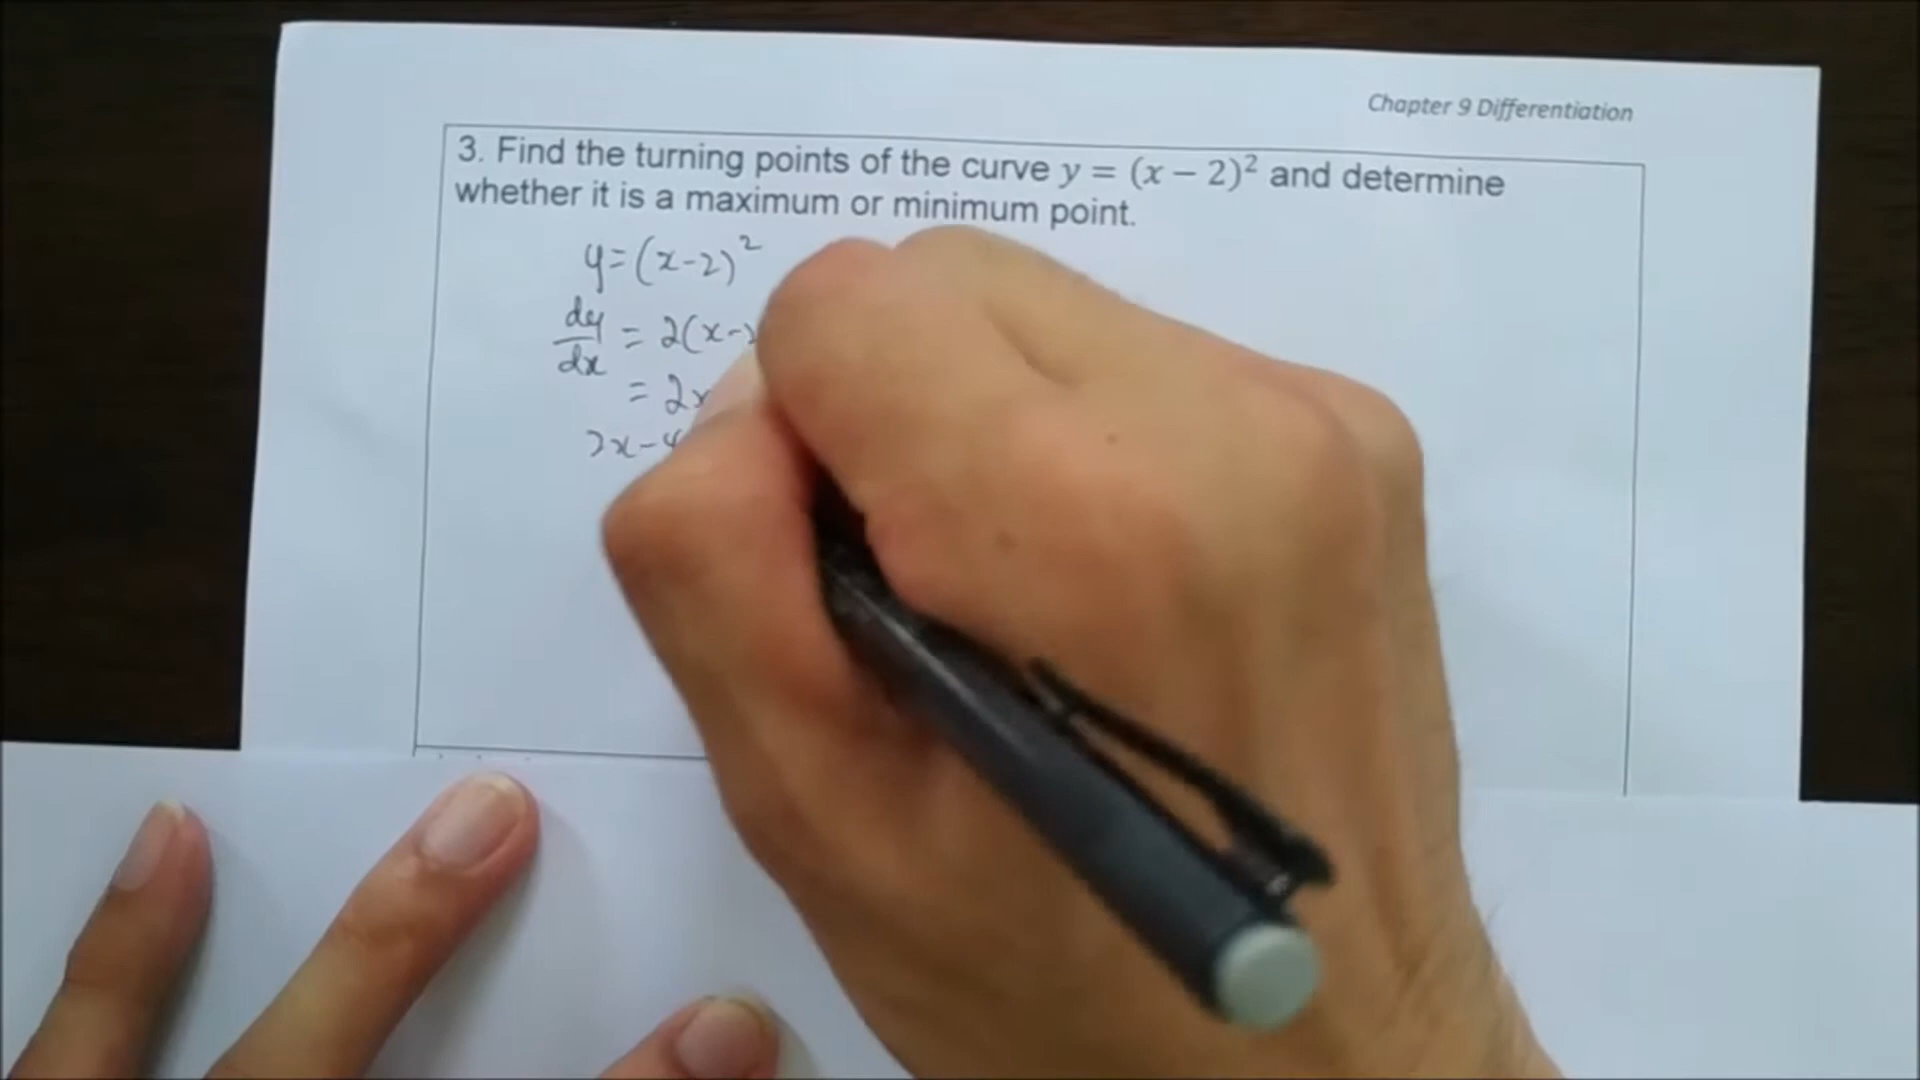 Chapter 9 Differentiation
3. Find the turning points of the curve y = (x − 2)² and determine
whether it is a maximum or minimum point.
y=(x-2)²
dy/dx = 2(x-2
= 2x
2x-4